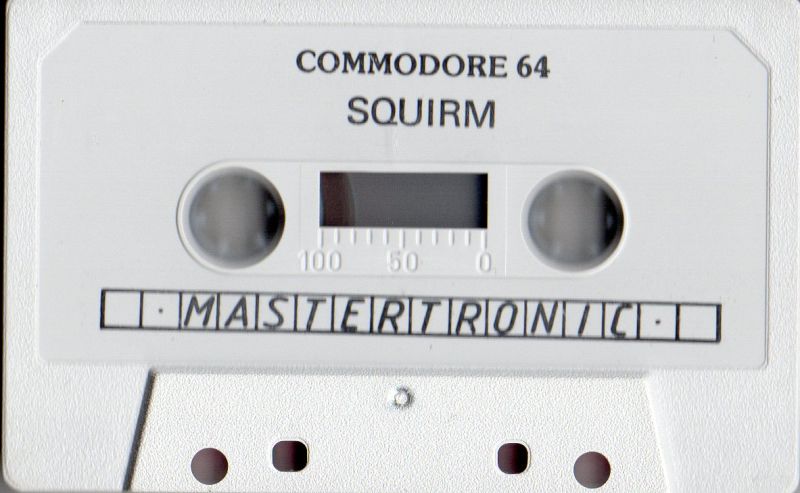 COMMODORE 64
SQUIRM
100 50 0
· MASTERTRONIC ·